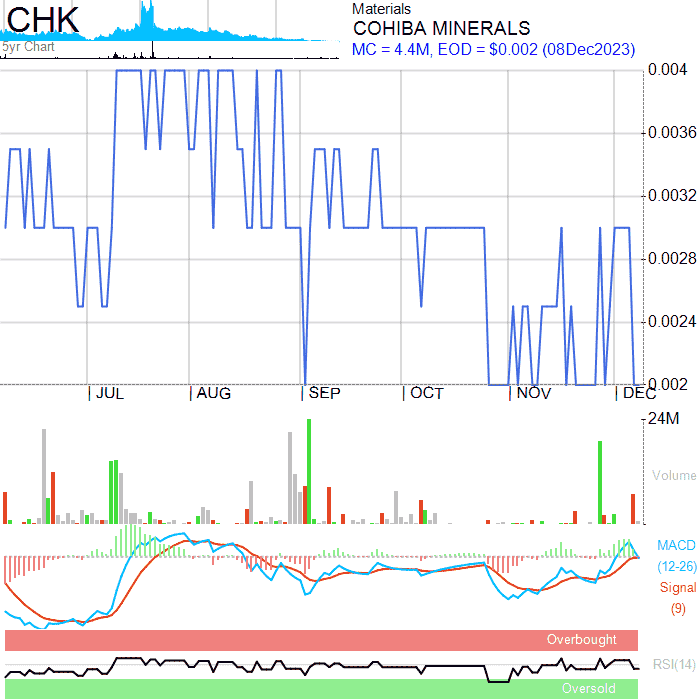 CHK
Materials
COHIBA MINERALS
MC = 4.4M, EOD = $0.002 (08Dec2023)
5yr Chart
0.004
0.0036
0.0032
0.0028
0.0024
0.002
JUL
AUG
SEP
OCT
NOV
DEC
24M
Volume
MACD
(12-26)
Signal
(9)
Overbought
RSI(14)
Oversold